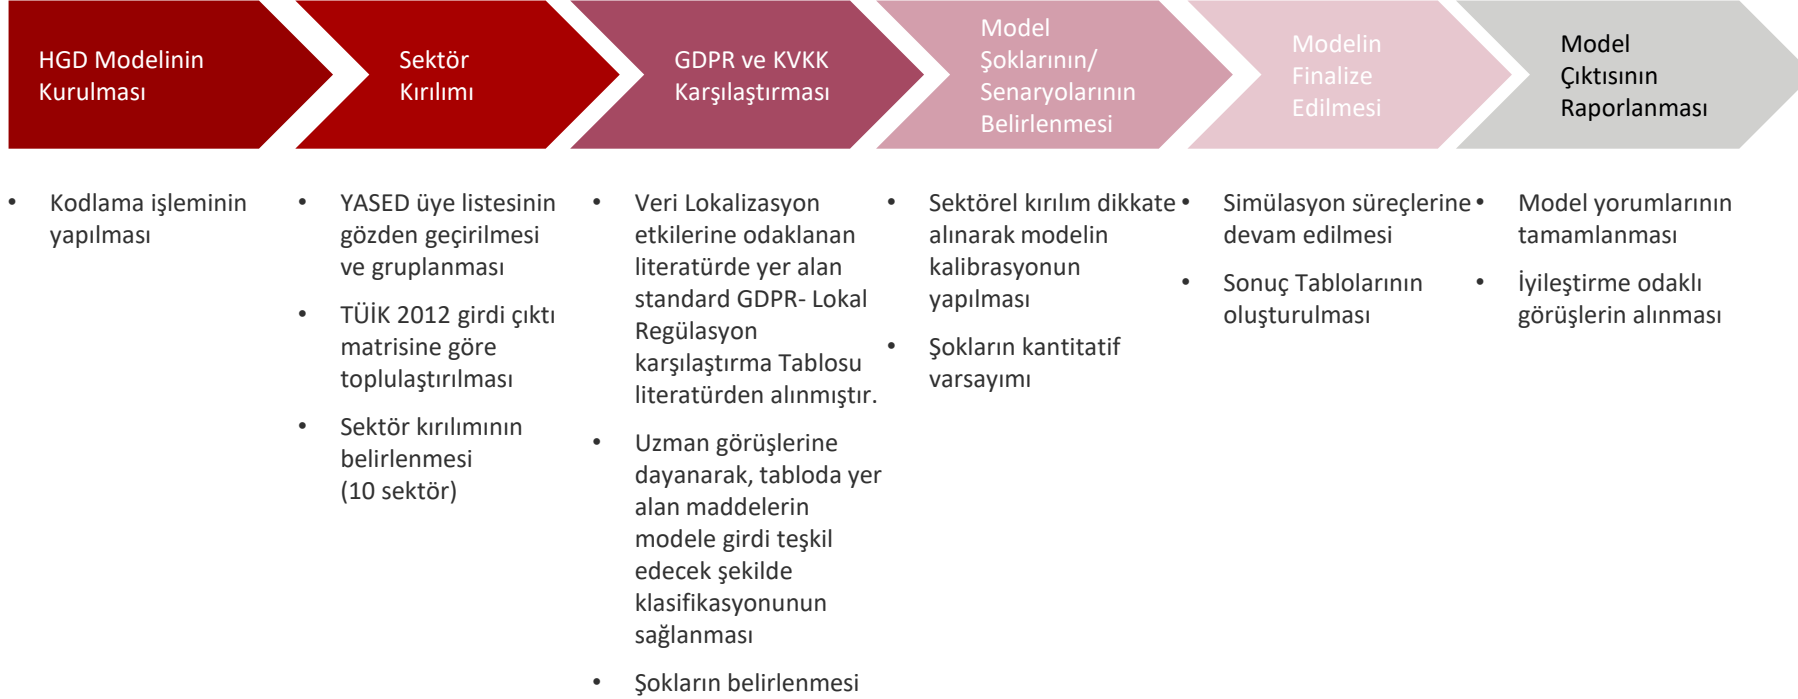 HGD Modelinin
Kurulması
Sektör
Kırılımı
GDPR ve KVKK
Karşılaştırması
Model
Şoklarının/
Senaryolarının
Belirlenmesi
Modelin
Finalize
Edilmesi
Model
Çıktısının
Raporlanması
• Kodlama işleminin
yapılması
• YASED üye listesinin
gözden geçirilmesi
ve gruplanması
• TÜİK 2012 girdi çıktı
matrisine göre
toplulaştırılması
• Sektör kırılımının
belirlenmesi
(10 sektör)
• Veri Lokalizasyon
etkilerine odaklanan
literatürde yer alan
standard GDPR- Lokal
Regülasyon
karşılaştırma Tablosu
literatürden alınmıştır.
• Uzman görüşlerine
dayanarak, tabloda yer
alan maddelerin
modele girdi teşkil
edecek şekilde
klasifikasyonunun
sağlanması
• Şokların belirlenmesi
• Sektörel kırılım dikkate
alınarak modelin
kalibrasyonun
yapılması
• Şokların kantitatif
varsayımı
• Simülasyon süreçlerine
devam edilmesi
• Sonuç Tablolarının
oluşturulması
• Model yorumlarının
tamamlanması
• İyileştirme odaklı
görüşlerin alınması